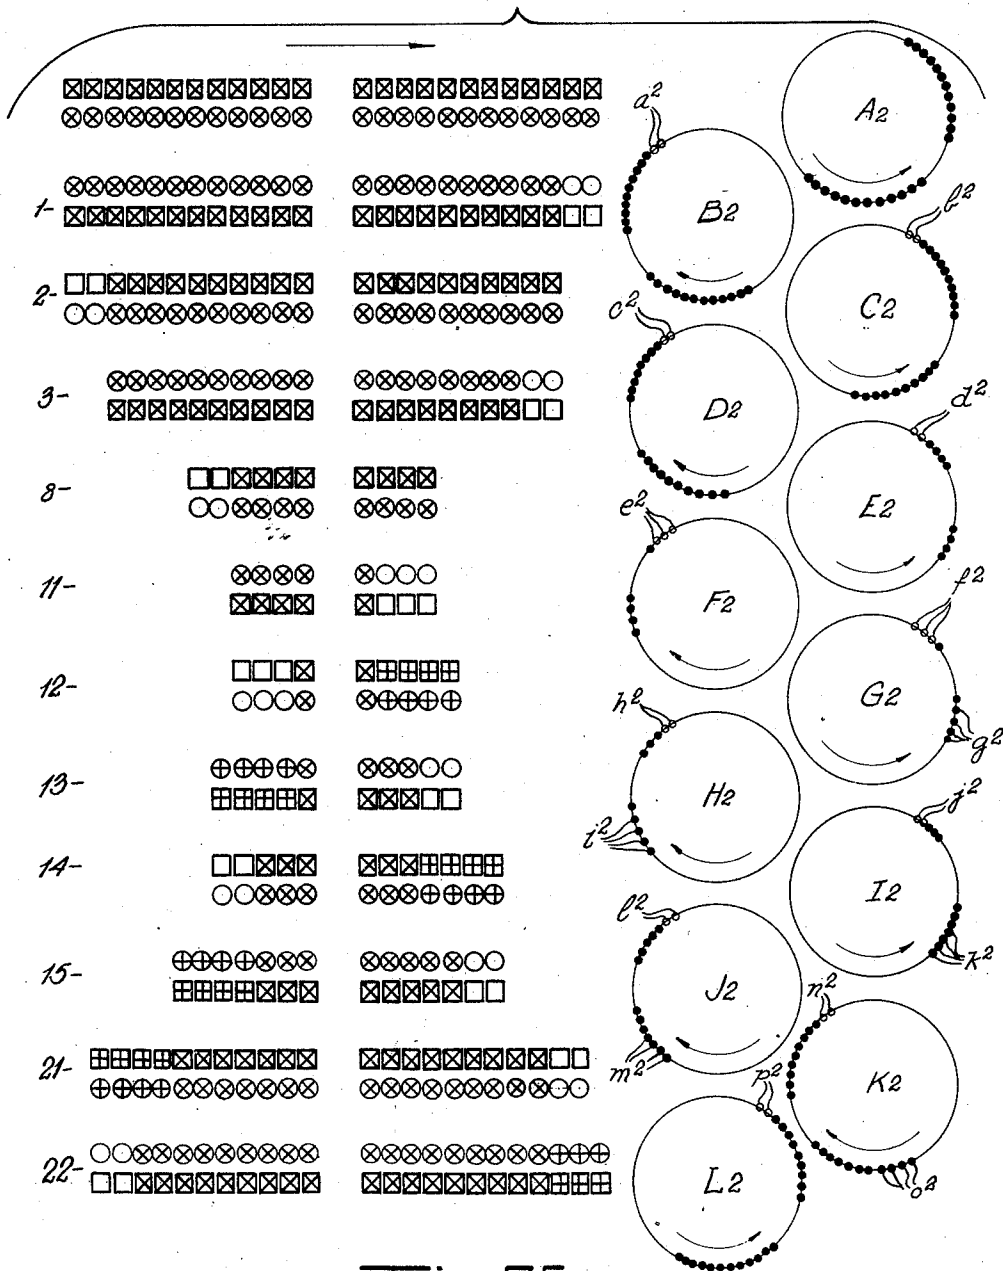 A2
a2
B2
b2
1-
2-
c2
C2
3-
D2
d2
8-
e2
E2
11-
F2
f2
12-
h2
G2
g2
13-
H2
j2
i2
14-
l2
I2
k2
15-
J2
n2
m2
21-
p2
K2
22-
L2
o2